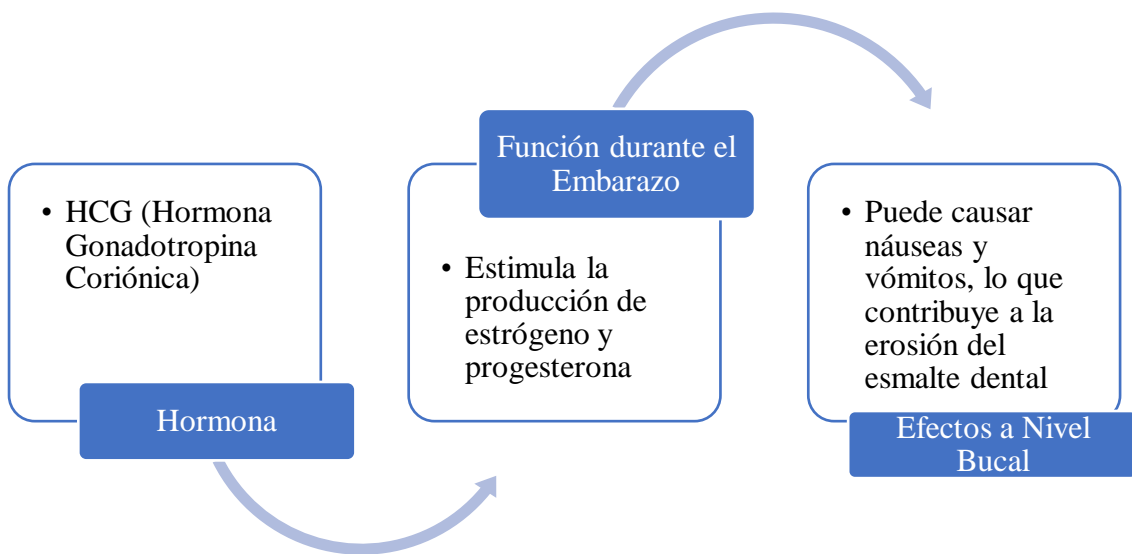 • HCG (Hormona
Gonadotropina
Coriónica)
Hormona
Función durante el
Embarazo
• Estimula la
producción de
estrógeno y
progesterona
• Puede causar
náuseas y
vómitos, lo que
contribuye a la
erosión del
esmalte dental
Efectos a Nivel
Bucal